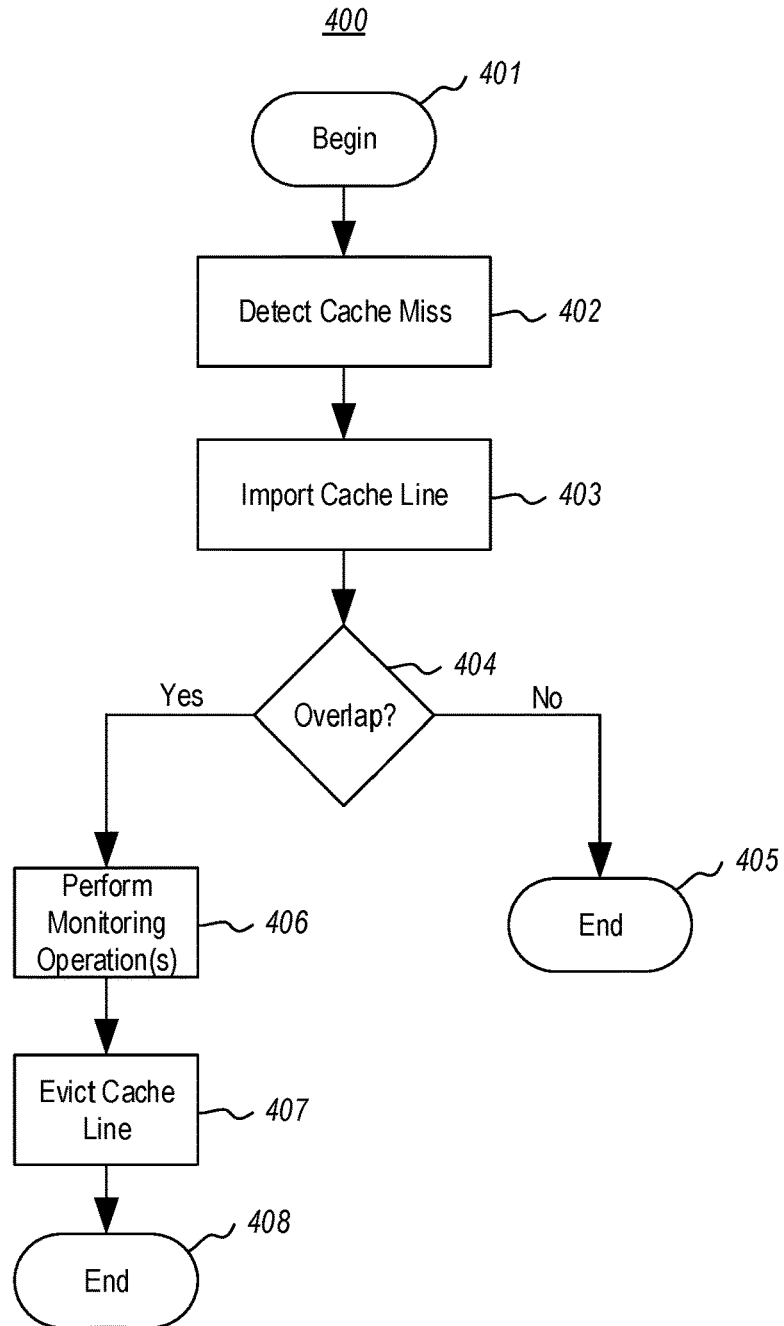 400
401
Begin
Detect Cache Miss
402
Import Cache Line
403
404
Yes
Overlap?
No
Perform
Monitoring
Operation(s)
406
405
End
Evict Cache
Line
407
408
End